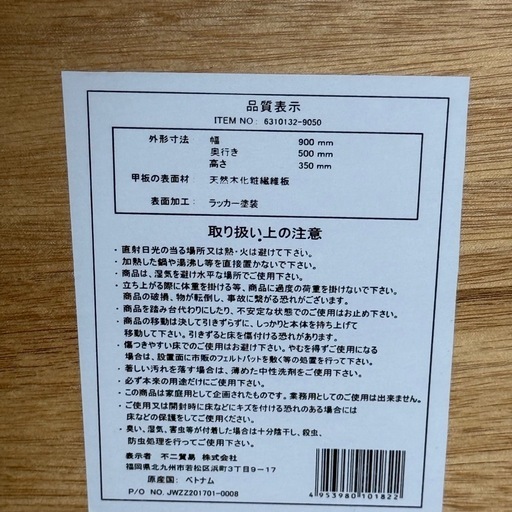 品質表示
ITEM NO: 6310132-9050
外形寸法 : 幅 900 mm
奥行き 500 mm
高さ 350 mm
甲板の表面材 : 天然木化粧繊維板
表面加工 : ラッカー塗装
取り扱い上の注意
・直射日光の当る場所又は熱・火は避けて下さい。
・加熱した鍋や湯沸し等を直接置かないで下さい。
・商品は、湿気を避け水平な場所でご使用下さい。
・立ち上がる際に体重を掛ける等、商品に過度の荷重を掛けないで下さい。
商品の破損、物が転倒し、事故に繋がる恐れがございます。
・商品を踏み台代わりにしたり、不安定な状態でのご使用はお止め下さい。
・商品の移動は決して引きずらずに、しっかりと本体を持ち上げて
移動して下さい。引きずると床を傷付ける恐れがあります。
・傷つきやすい床でのご使用はお避け下さい。やむを得ずご使用になる
場合は、設置面に市販のフェルトパットを敷く等の処置を行って下さい。
・著しい汚れを落す場合は、薄めた中性洗剤をご使用下さい。
・必ず本来の用途だけにご使用下さい。
・この商品は家庭用として企画されたものです。業務用としてのご使用は出来ません。
・ご使用又は開封時に床などにキズを付ける恐れのある場合には
床などの保護をしてご使用下さい。
・臭い、湿気、害虫等が付着した場合は十分陰干し、殺虫、
防虫処理を行って下さい。
表示者 不二貿易 株式会社
福岡県北九州市若松区浜町3丁目9-17
原産国: ベトナム
P/O NO. JWZZ201701-0008
4 953980 101822